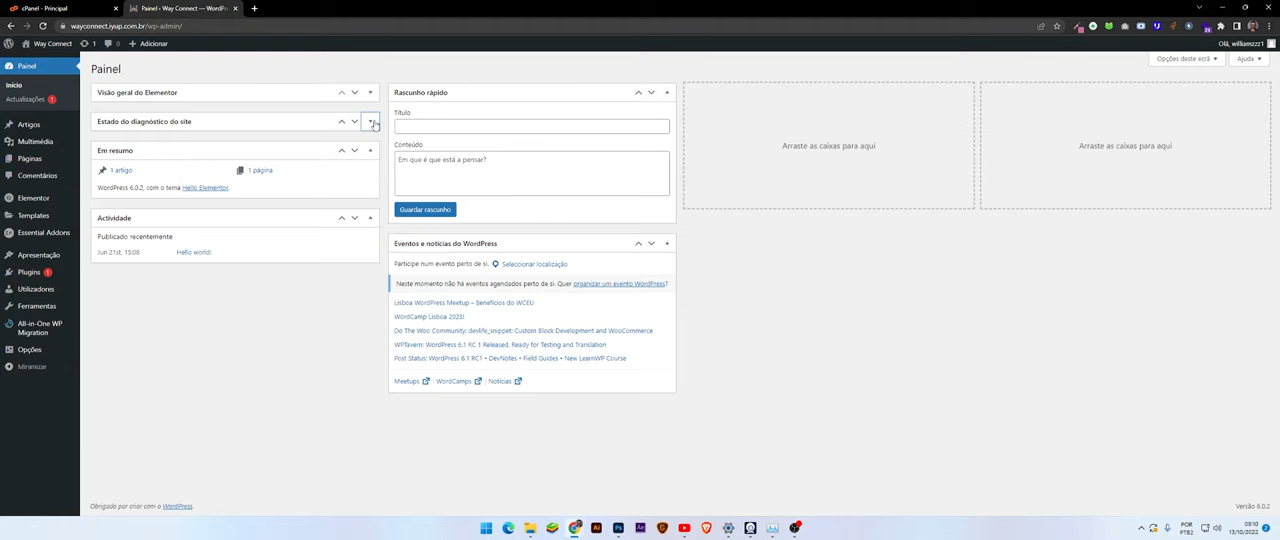 cPanel - Principal
Painel ‹ Way Connect — WordPr
wayconnect.iyup.com.br/wp-admin/
Way Connect
1
0
Adicionar
Olá, williamzzz1
Painel
Início
Actualizações 1
Artigos
Multimédia
Páginas
Comentários
Elementor
Templates
Essential Addons
Apresentação
Plugins 1
Utilizadores
Ferramentas
All-in-One WP
Migration
Opções
Minimizar
Painel
Opções deste ecrã
Ajuda
Visão geral do Elementor
Estado do diagnóstico do site
Em resumo
1 artigo
1 página
WordPress 6.0.2, com o tema Hello Elementor.
Actividade
Publicado recentemente
Jun 21st, 15:08
Hello world!
Rascunho rápido
Título
Conteúdo
Em que é que está a pensar?
Guardar rascunho
Eventos e notícias do WordPress
Participe num evento perto de si.
Seleccionar localização
Neste momento não há eventos agendados perto de si. Quer organizar um evento WordPress?
Lisboa WordPress Meetup – Benefícios do WCEU
WordCamp Lisboa 2023!
Do The Woo Community: devlife_snippet: Custom Block Development and WooCommerce
WPTavern: WordPress 6.1 RC 1 Released, Ready for Testing and Translation
Post Status: WordPress 6.1 RC1 • DevNotes • Field Guides • New LearnWP Course
Meetups
WordCamps
Notícias
Arraste as caixas para aqui
Arraste as caixas para aqui
Obrigada por criar com o WordPress.
Versão 6.0.2
POR
PTB2
09:10
13/10/2022
2